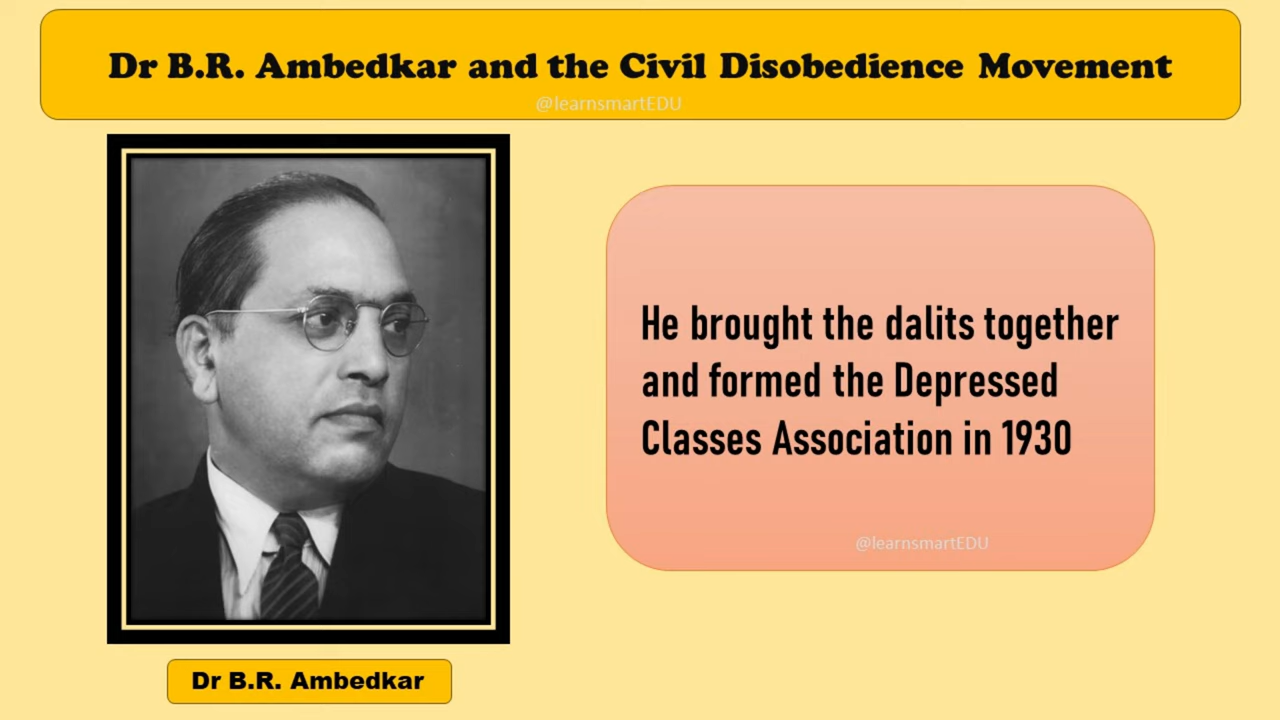 Dr B.R. Ambedkar and the Civil Disobedience Movement
@learnsmartEDU
He brought the dalits together
and formed the Depressed
Classes Association in 1930
@learnsmartEDU
Dr B.R. Ambedkar